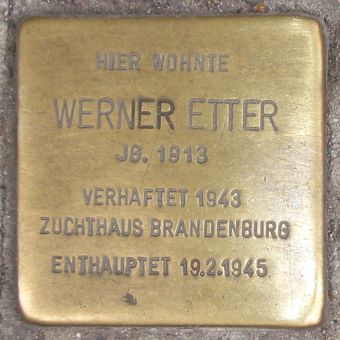 HIER WOHNTE
WERNER ETTER
JG. 1913
VERHAFTET 1943
ZUCHTHAUS BRANDENBURG
ENTHAUPTET 19.2.1945